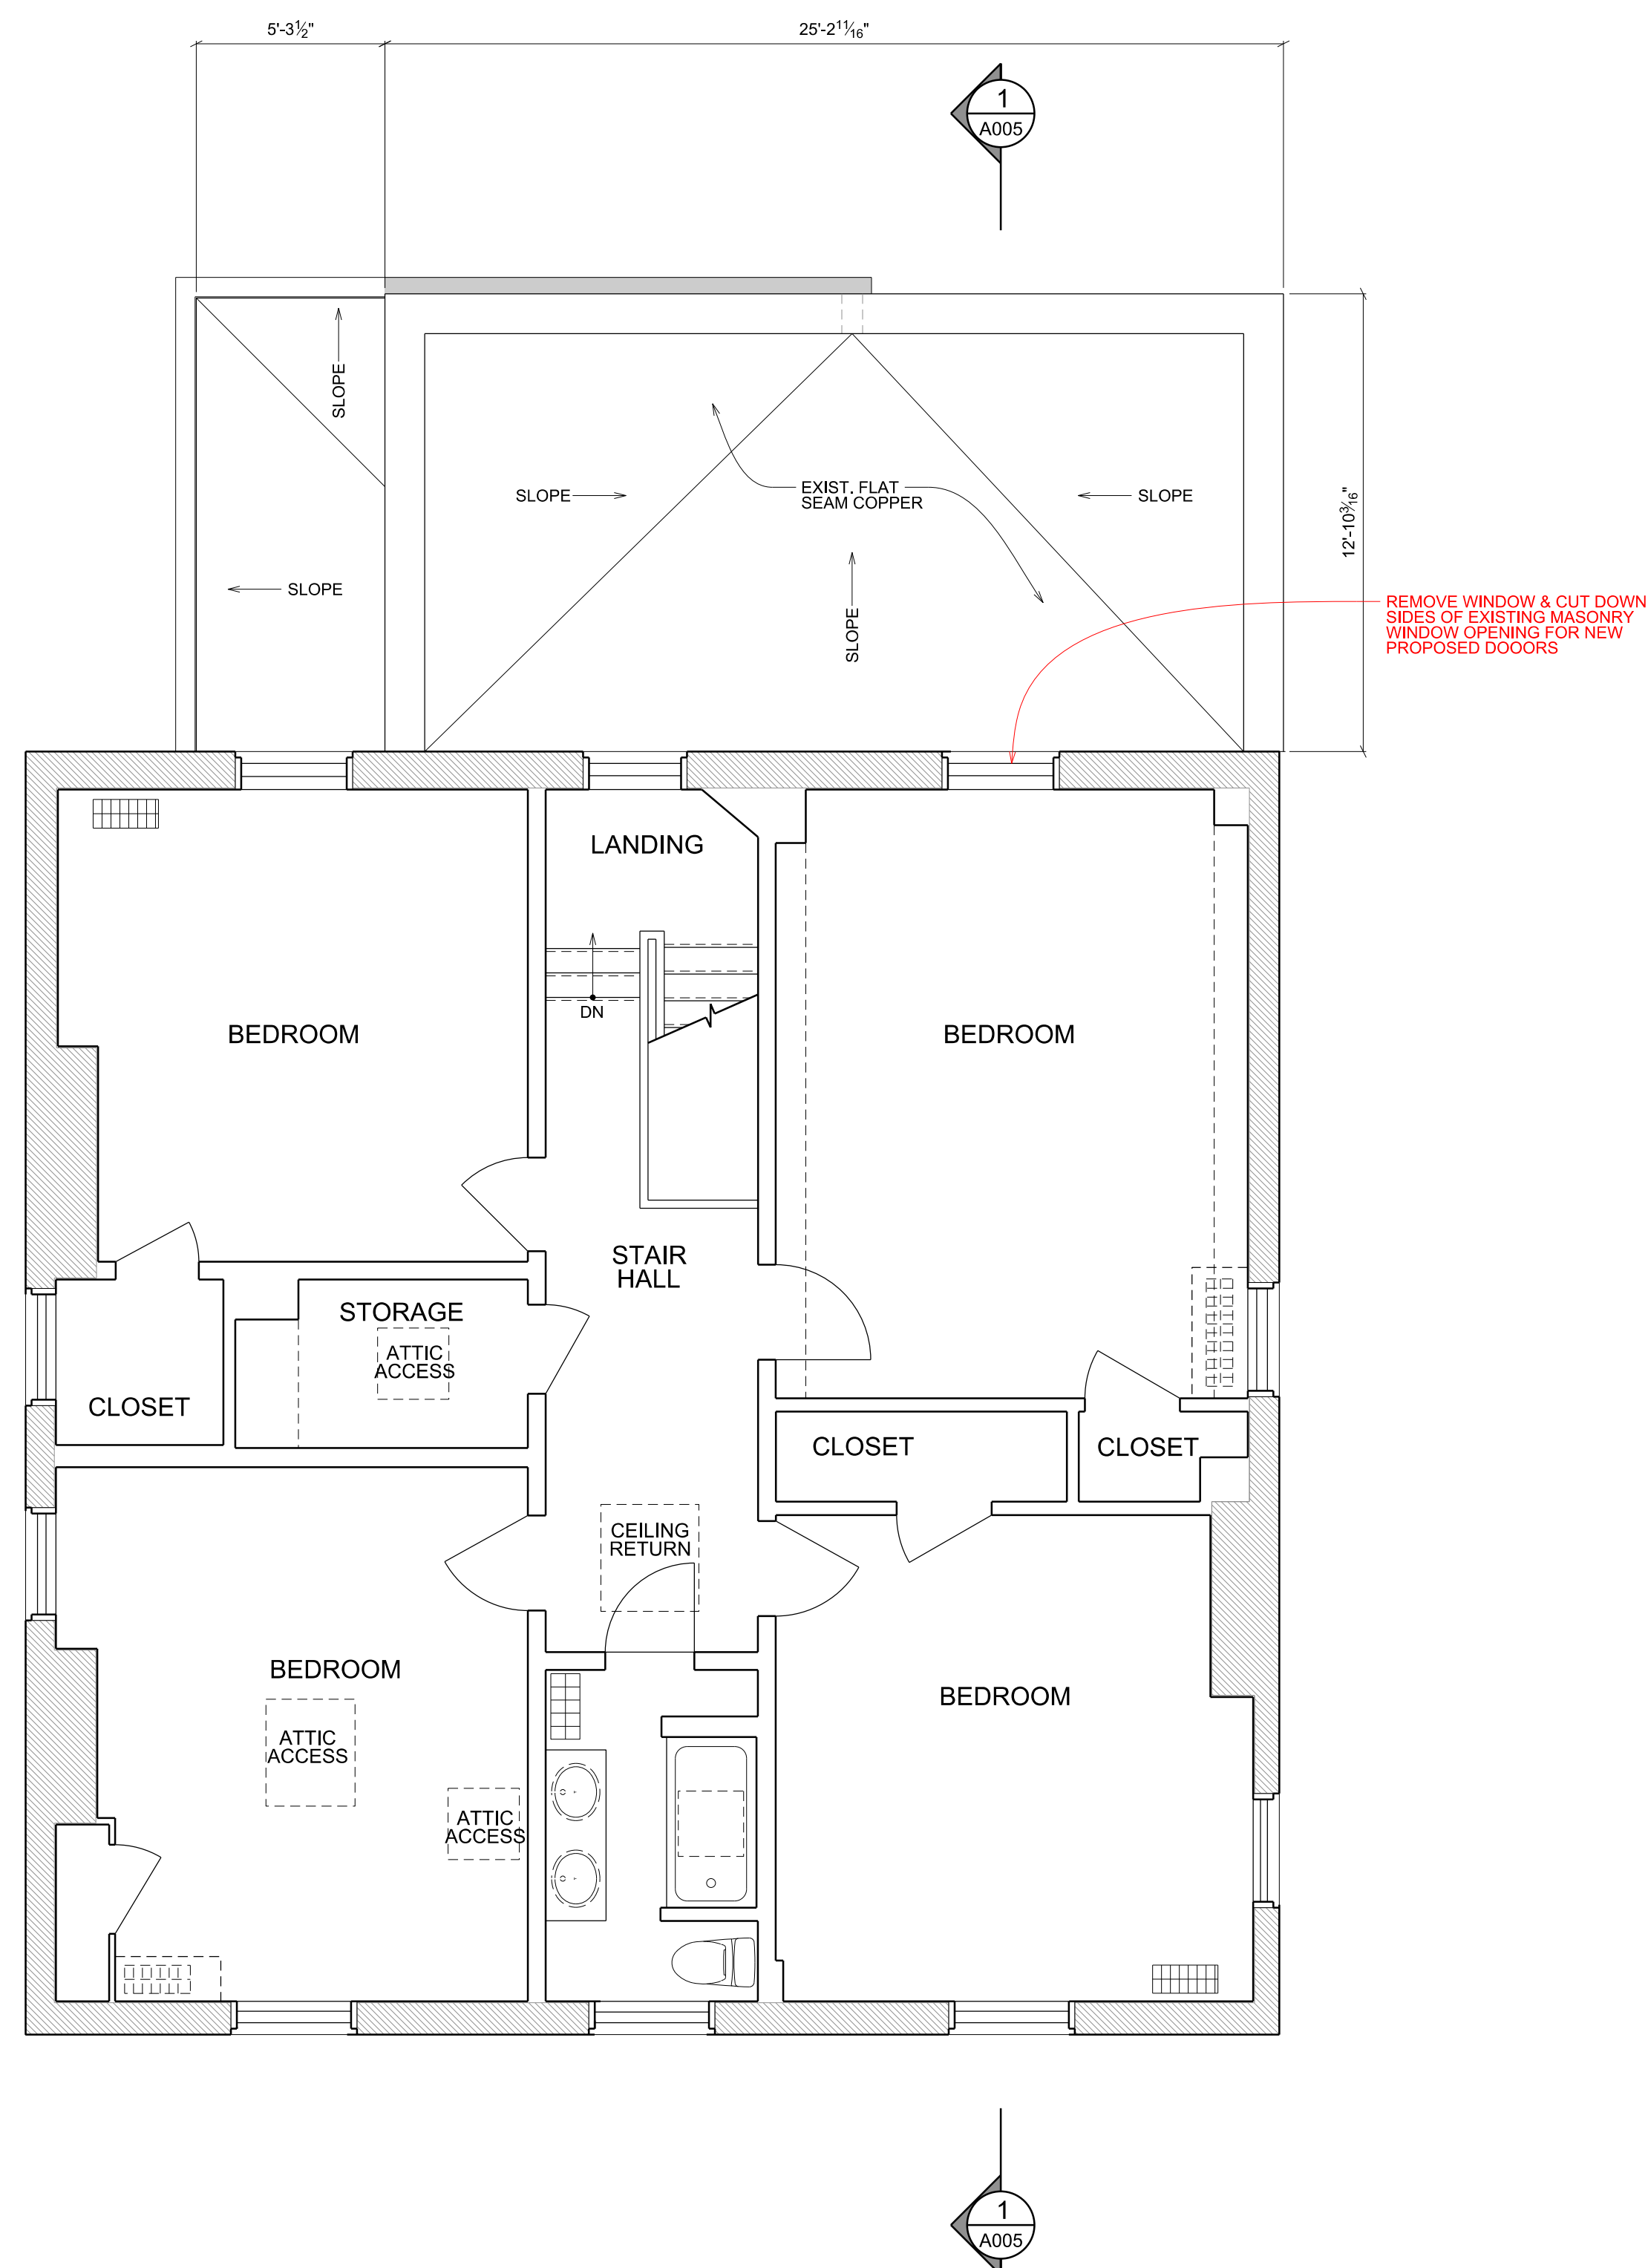 5'-3½"
25'-2¹¹⁄₁₆"
1
A005
SLOPE
SLOPE
EXIST. FLAT
SEAM COPPER
SLOPE
12'-10³⁄₁₆"
SLOPE
SLOPE
REMOVE WINDOW & CUT DOWN
SIDES OF EXISTING MASONRY
WINDOW OPENING FOR NEW
PROPOSED DOOORS
LANDING
DN
BEDROOM
BEDROOM
STAIR
HALL
STORAGE
ATTIC
ACCESS
CLOSET
CLOSET
CLOSET
CEILING
RETURN
BEDROOM
BEDROOM
ATTIC
ACCESS
ATTIC
ACCESS
1
A005